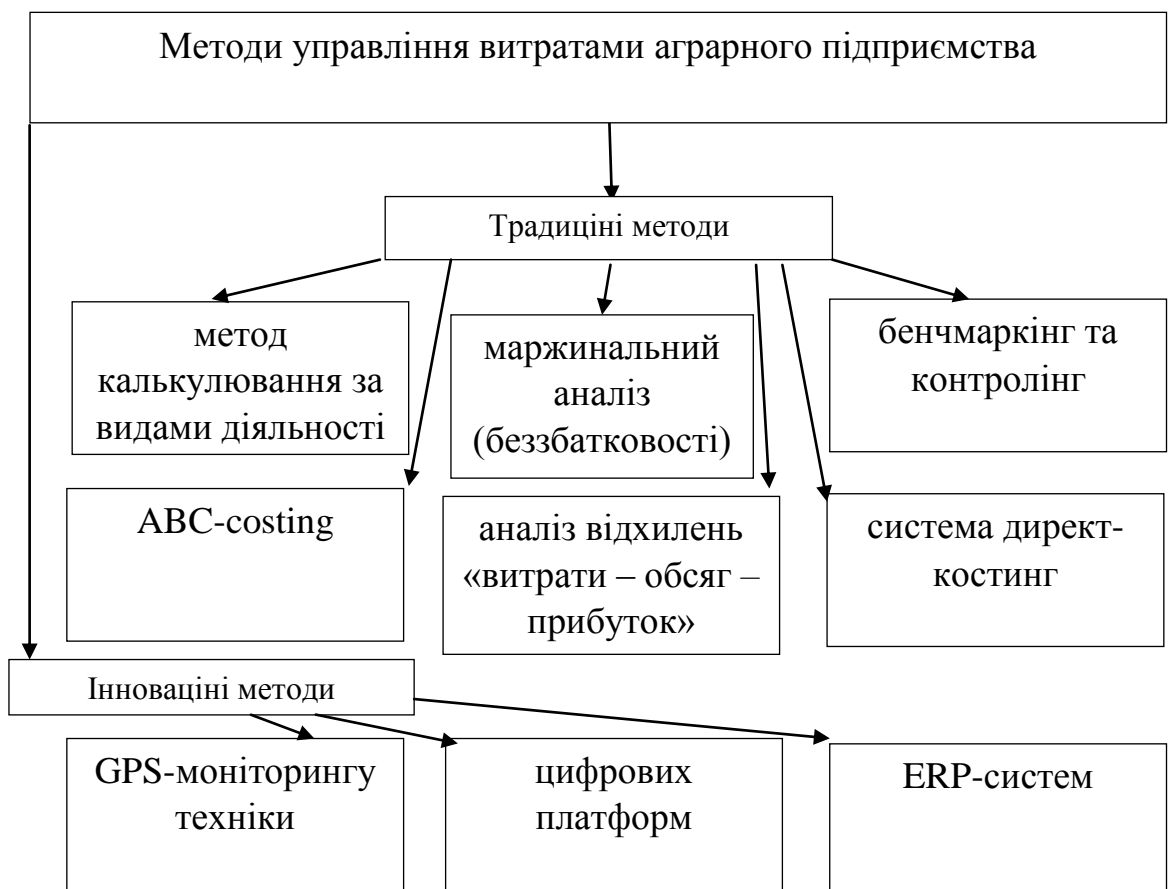 Методи управління витратами аграрного підприємства
Традиціні методи
метод
калькулювання за
видами діяльності
маржинальний
аналіз
(беззбатковості)
бенчмаркінг та
контролінг
ABC-costing
аналіз відхилень
«витрати – обсяг –
прибуток»
система директ-
костинг
Інноваціні методи
GPS-моніторингу
техніки
цифрових
платформ
ERP-систем